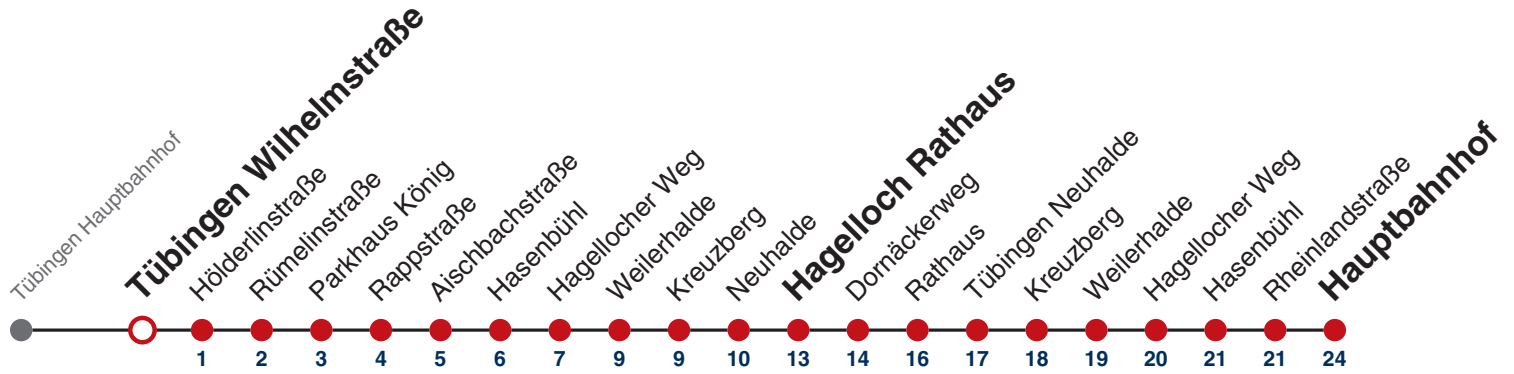 Tübingen Hauptbahnhof
Tübingen Wilhelmstraße
Hölderlinstraße
Rümelinstraße
Parkhaus König
Rappstraße
Aischbachstraße
Hasenbühl
Hagellocher Weg
Weilerhalde
Kreuzberg
Neuhalde
Hagelloch Rathaus
Dornäckerweg
Rathaus
Tübingen Neuhalde
Kreuzberg
Weilerhalde
Hagellocher Weg
Hasenbühl
Rheinlandstraße
Hauptbahnhof
1 2 3 4 5 6 7 9 9 10 13 14 16 17 18 19 20 21 21 24